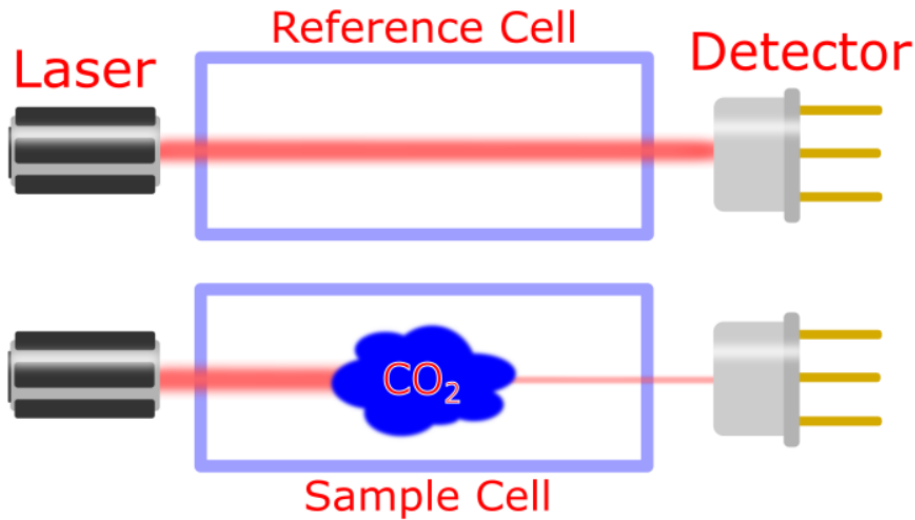 Reference Cell
Laser
Detector
CO₂
Sample Cell